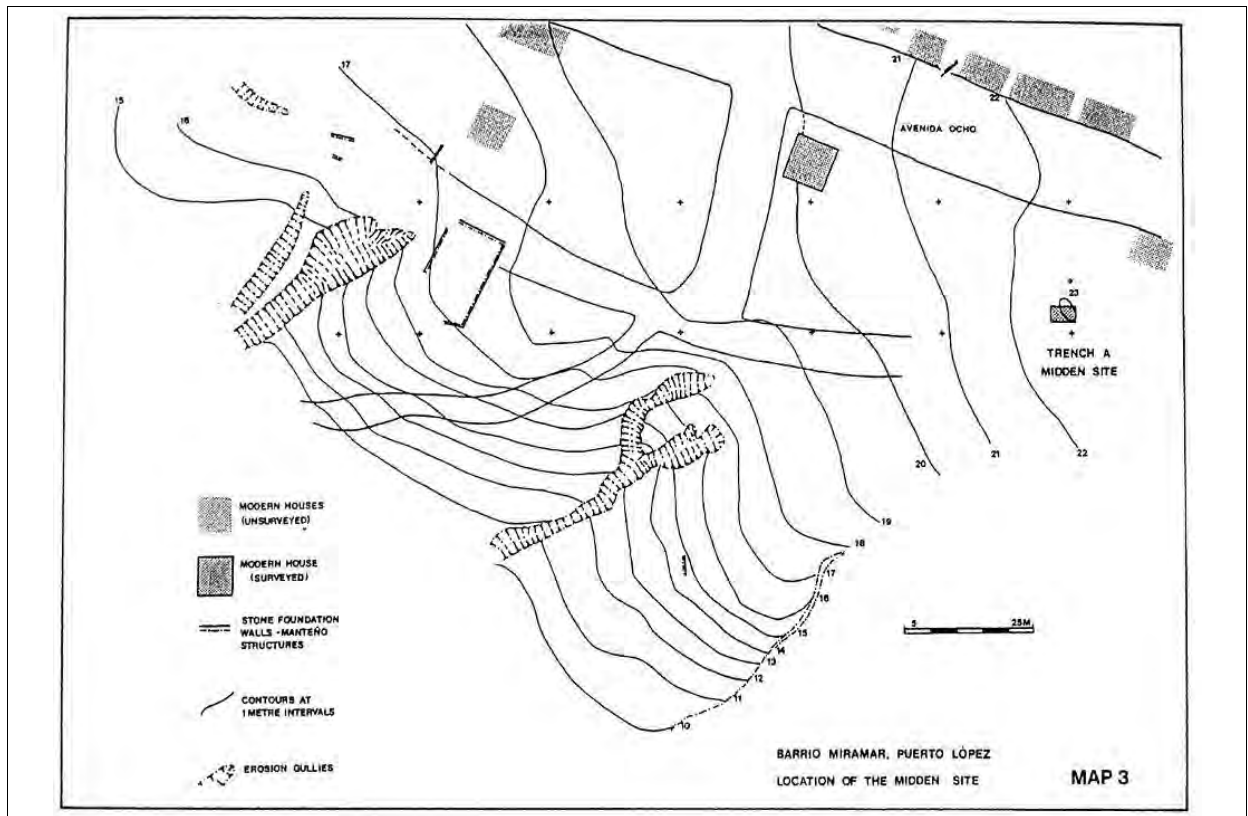 17
15
16
21
22
AVENIDA OCHO
23
TRENCH A
MIDDEN SITE
20
21
22
19
18
17
16
15
14
13
12
11
10
MODERN HOUSES
(UNSURVEYED)
MODERN HOUSE
(SURVEYED)
STONE FOUNDATION
WALLS - MANTEÑO
STRUCTURES
CONTOURS AT
1 METRE INTERVALS
EROSION GULLIES
5 25M
BARRIO MIRAMAR, PUERTO LÓPEZ
LOCATION OF THE MIDDEN SITE
MAP 3